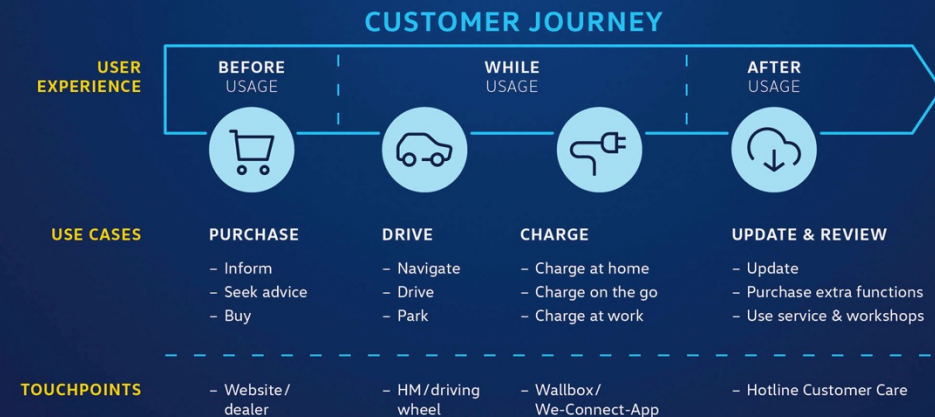 CUSTOMER JOURNEY
USER
EXPERIENCE
BEFORE
USAGE
WHILE
USAGE
AFTER
USAGE
USE CASES
PURCHASE
– Inform
– Seek advice
– Buy
DRIVE
– Navigate
– Drive
– Park
CHARGE
– Charge at home
– Charge on the go
– Charge at work
UPDATE & REVIEW
– Update
– Purchase extra functions
– Use service & workshops
TOUCHPOINTS
– Website/
dealer
– HM/driving
wheel
– Wallbox/
We-Connect-App
– Hotline Customer Care